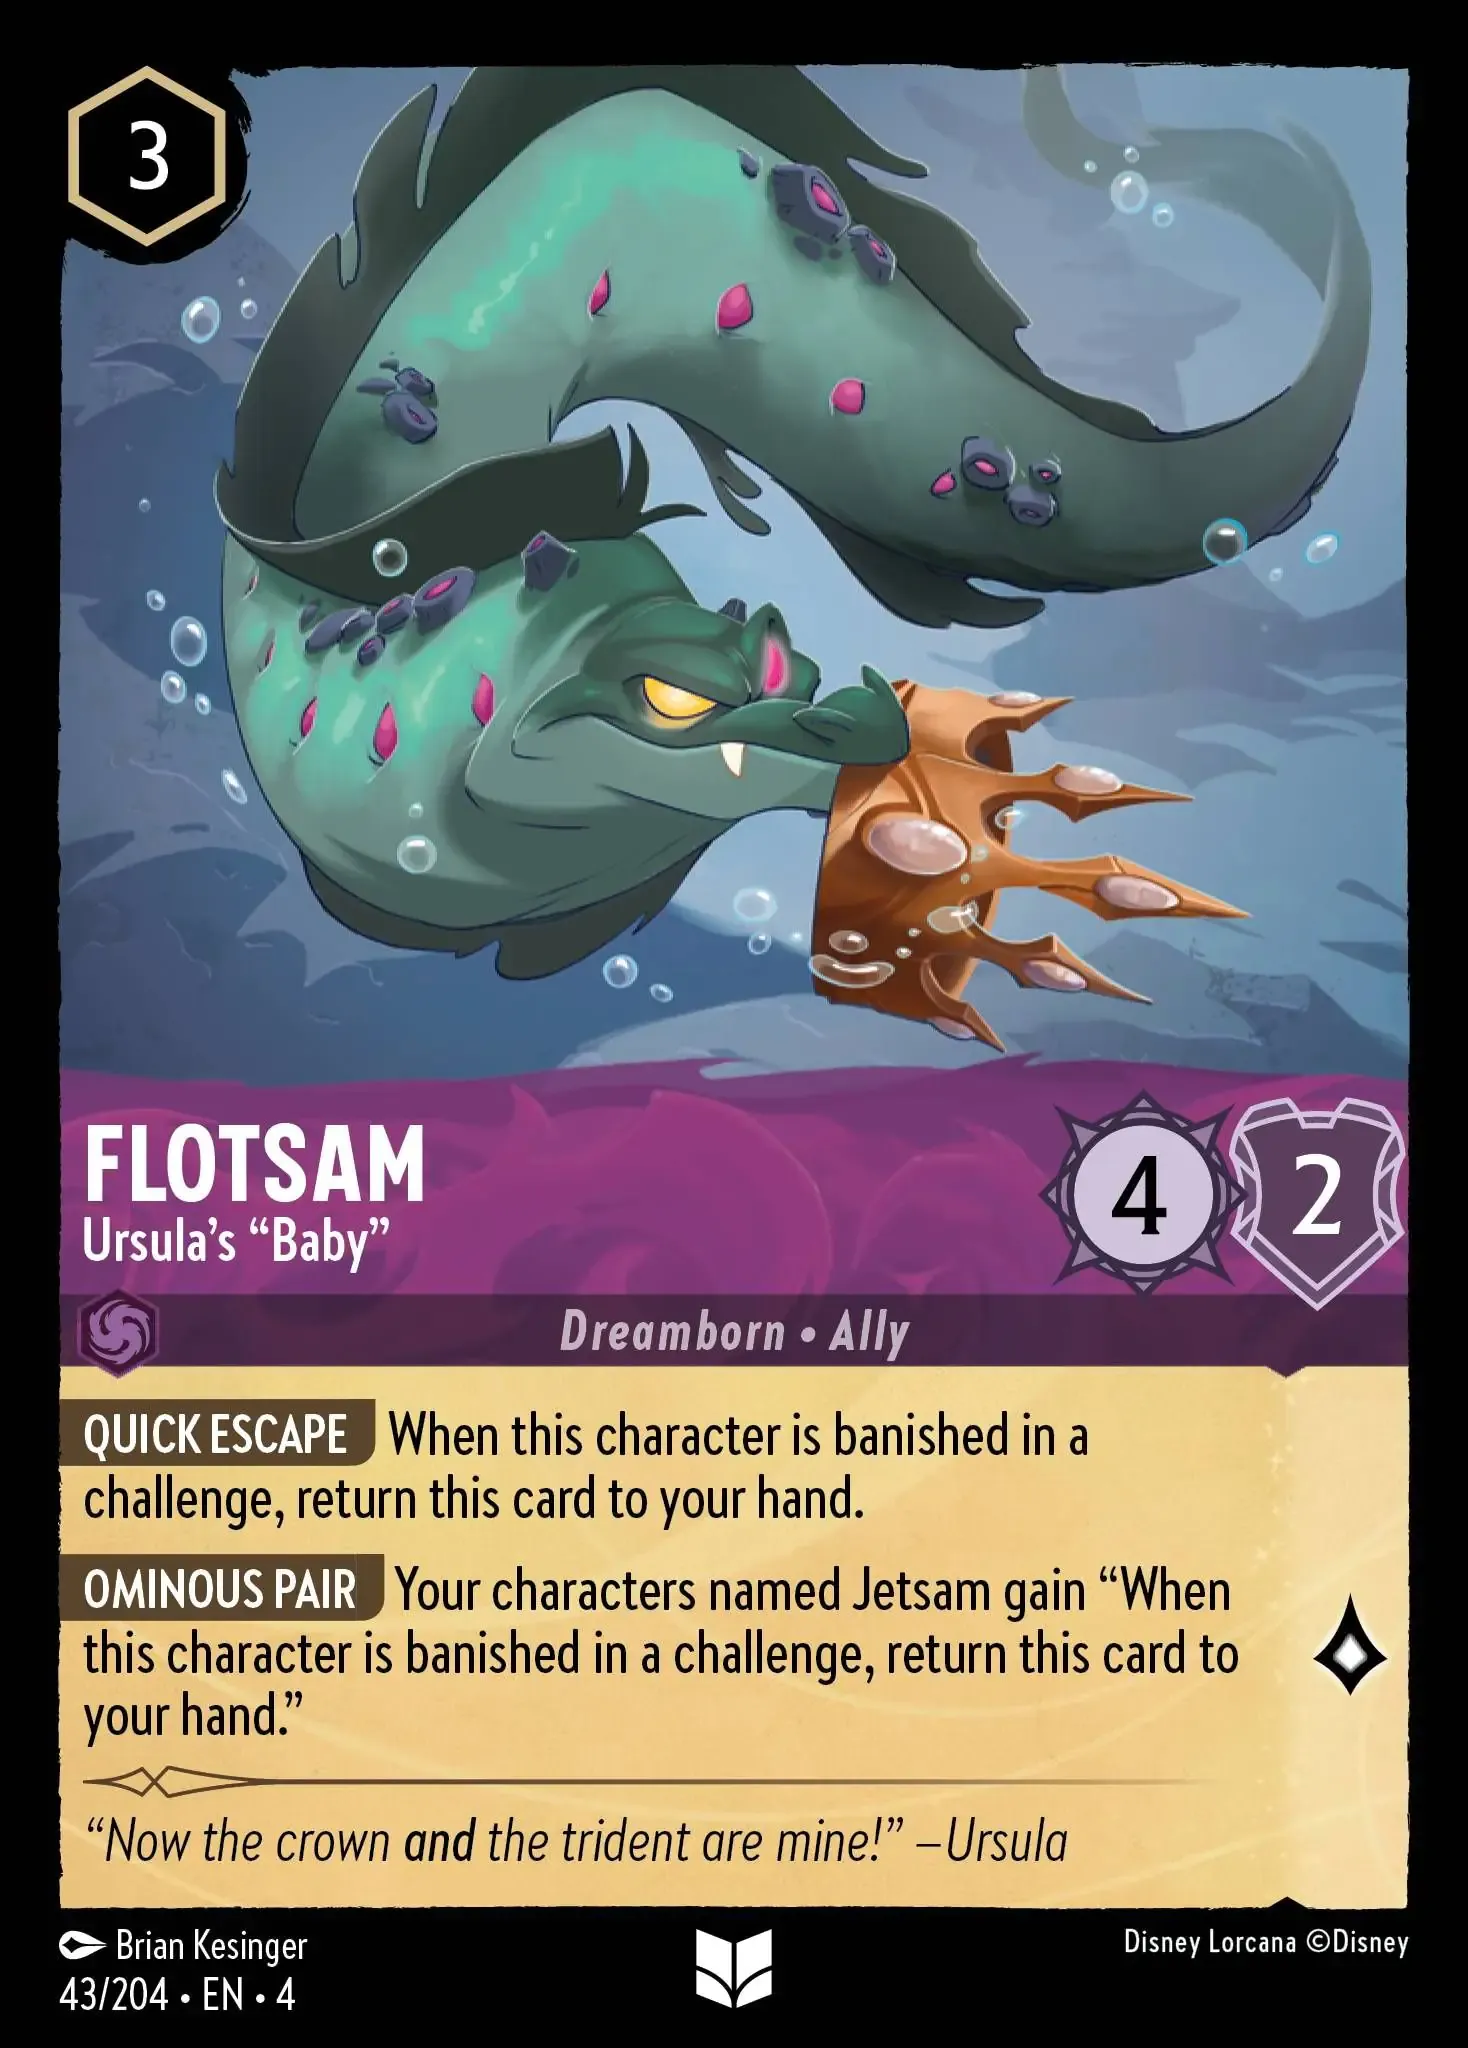 3
FLOTSAM
Ursula’s “Baby”
4
2
Dreamborn • Ally
QUICK ESCAPE When this character is banished in a
challenge, return this card to your hand.
OMINOUS PAIR Your characters named Jetsam gain “When
this character is banished in a challenge, return this card to
your hand.”
“Now the crown and the trident are mine!” –Ursula
Brian Kesinger
Disney Lorcana ©Disney
43/204 • EN • 4